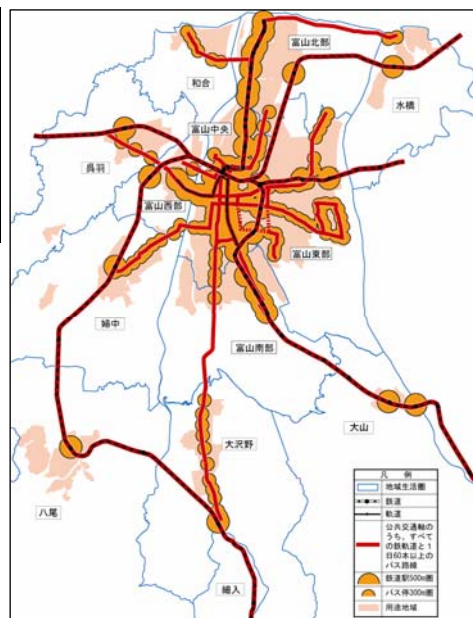 富山北部
和合
水橋
富山中央
呉羽
富山西部
富山東部
婦中
富山南部
大山
大沢野
八尾
細入
凡 例
地域生活圏
鉄道
軌道
公共交通軸の
うち、すべて
の鉄軌道と1
日60本以上の
バス路線
鉄道駅500m圏
バス停300m圏
用途地域